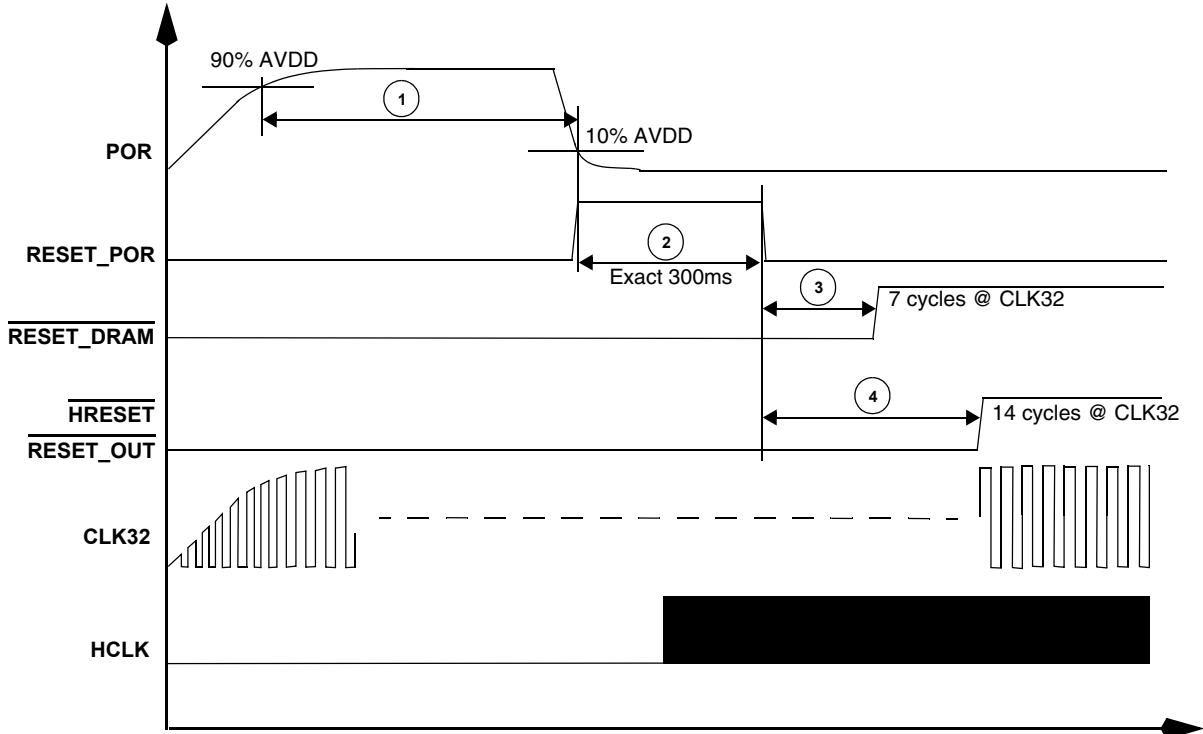 90% AVDD
1
10% AVDD
POR
2
RESET_POR
Exact 300ms
3
7 cycles @ CLK32
RESET_DRAM
4
HRESET
14 cycles @ CLK32
RESET_OUT
CLK32
HCLK